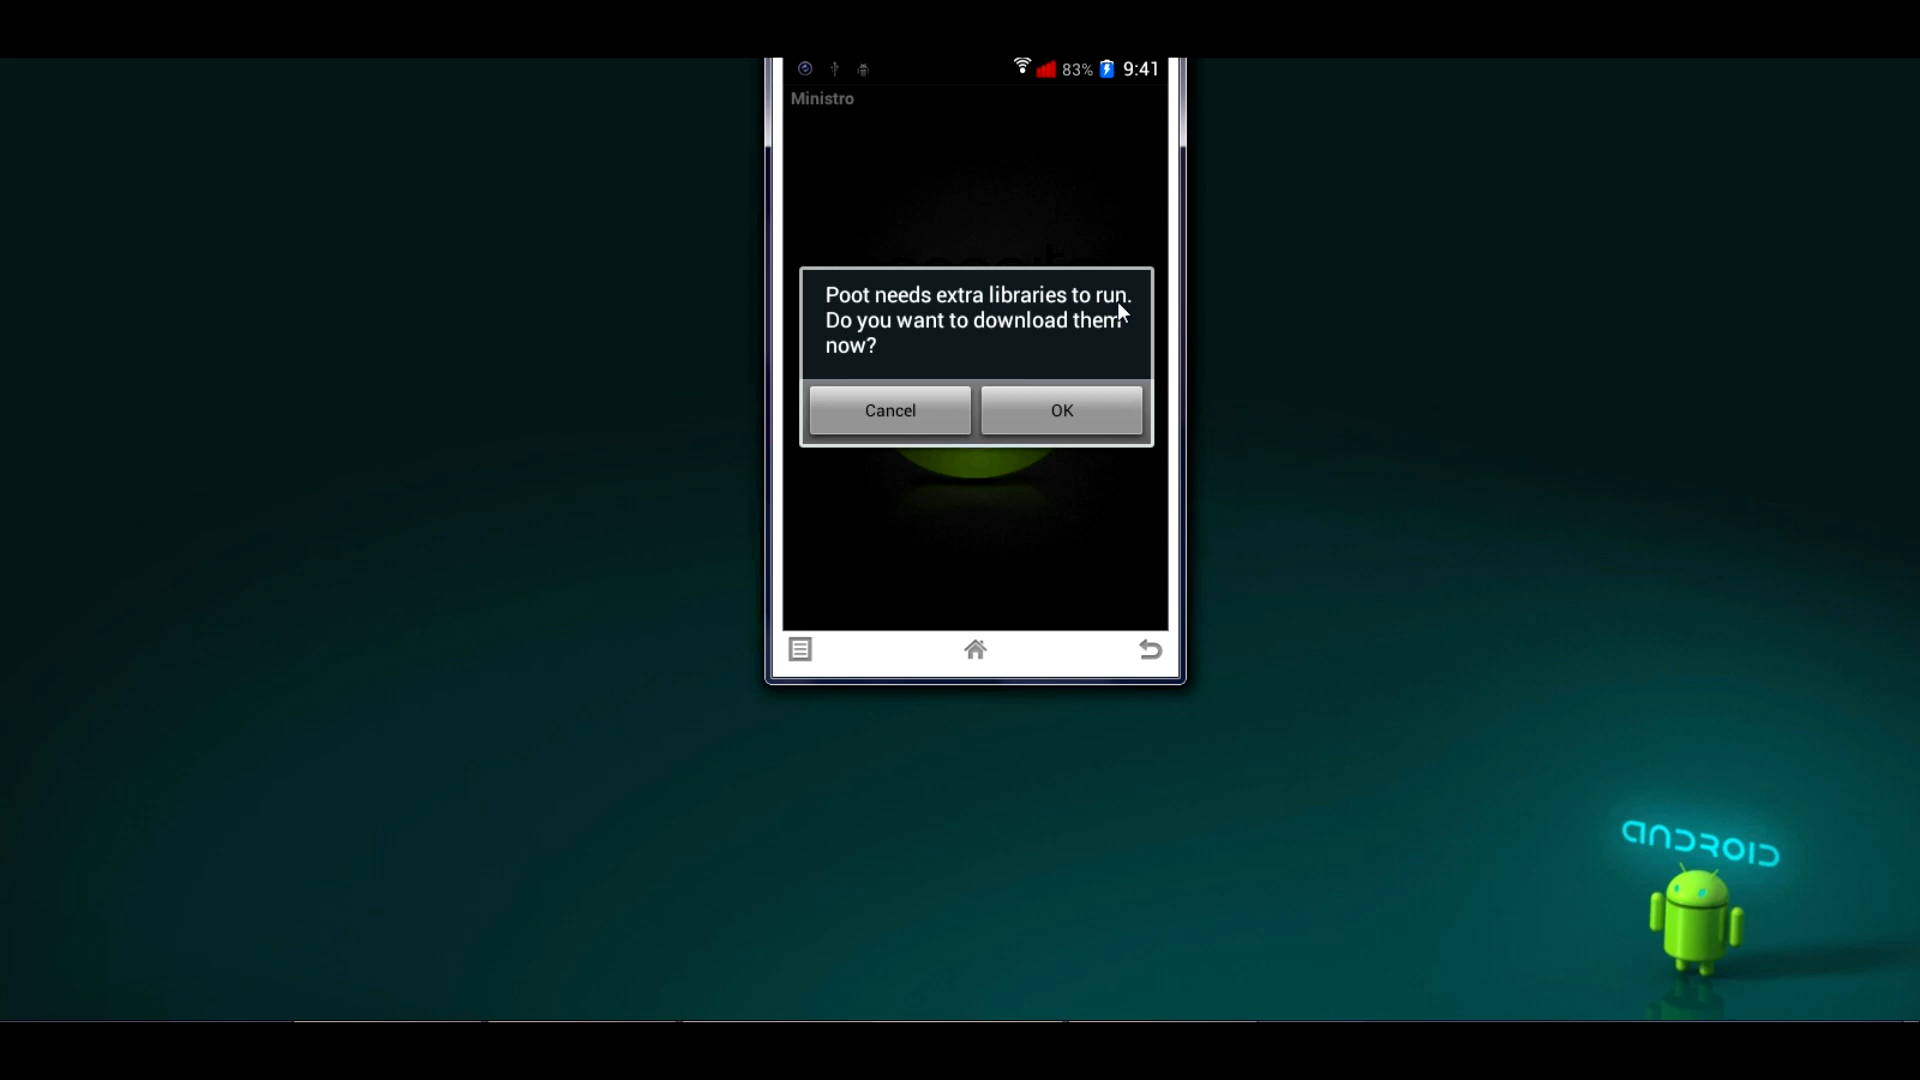 83% 9:41
Ministro
Poot needs extra libraries to run.
Do you want to download them
now?
Cancel OK
ANDROID